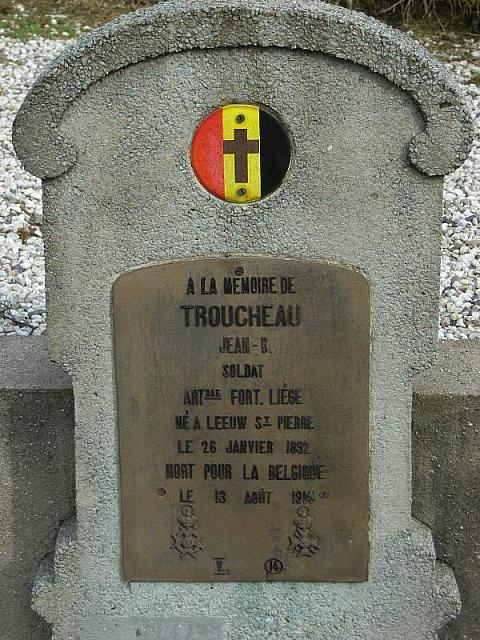 A LA MEMOIRE DE
TROUCHEAU
JEAN-B.
SOLDAT
ARTRIE FORT. LIÉGE
NÉ A LEEUW ST PIERRE
LE 26 JANVIER 1892
MORT POUR LA BELGIQUE
LE 13 AOÛT 1914
V. 14